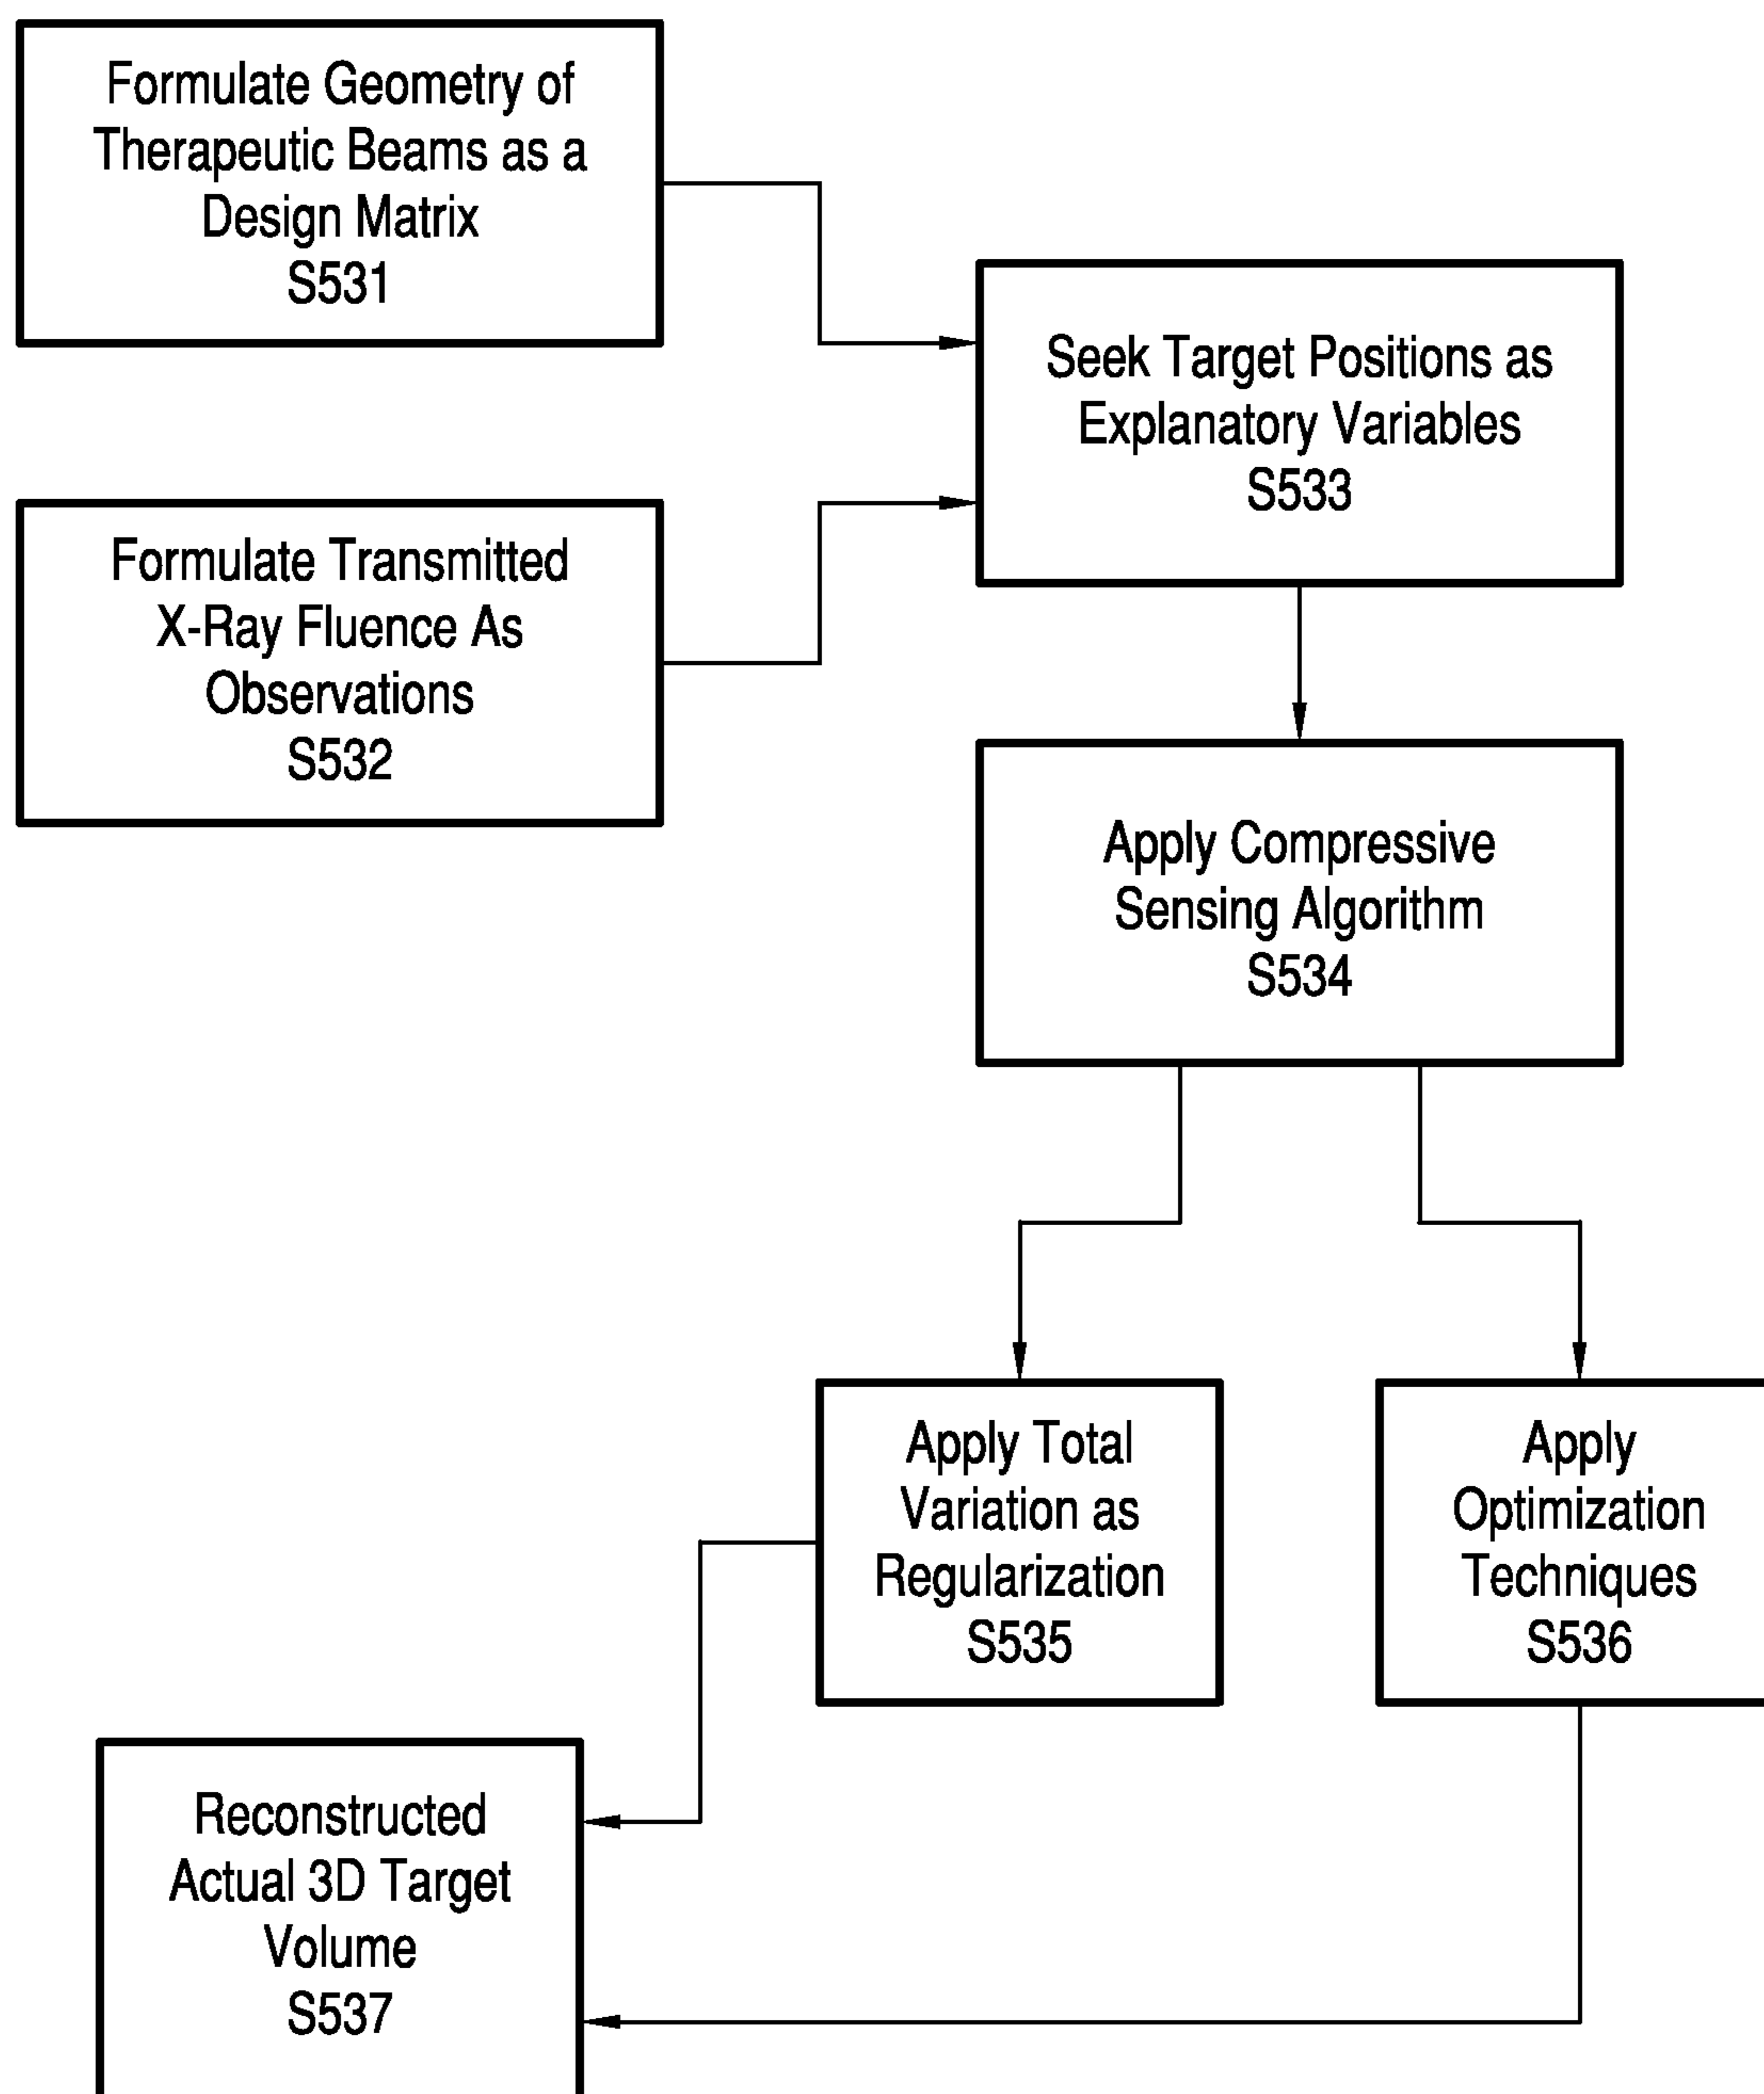 Formulate Geometry of
Therapeutic Beams as a
Design Matrix
S531
Formulate Transmitted
X-Ray Fluence As
Observations
S532
Seek Target Positions as
Explanatory Variables
S533
Apply Compressive
Sensing Algorithm
S534
Apply Total
Variation as
Regularization
S535
Apply
Optimization
Techniques
S536
Reconstructed
Actual 3D Target
Volume
S537